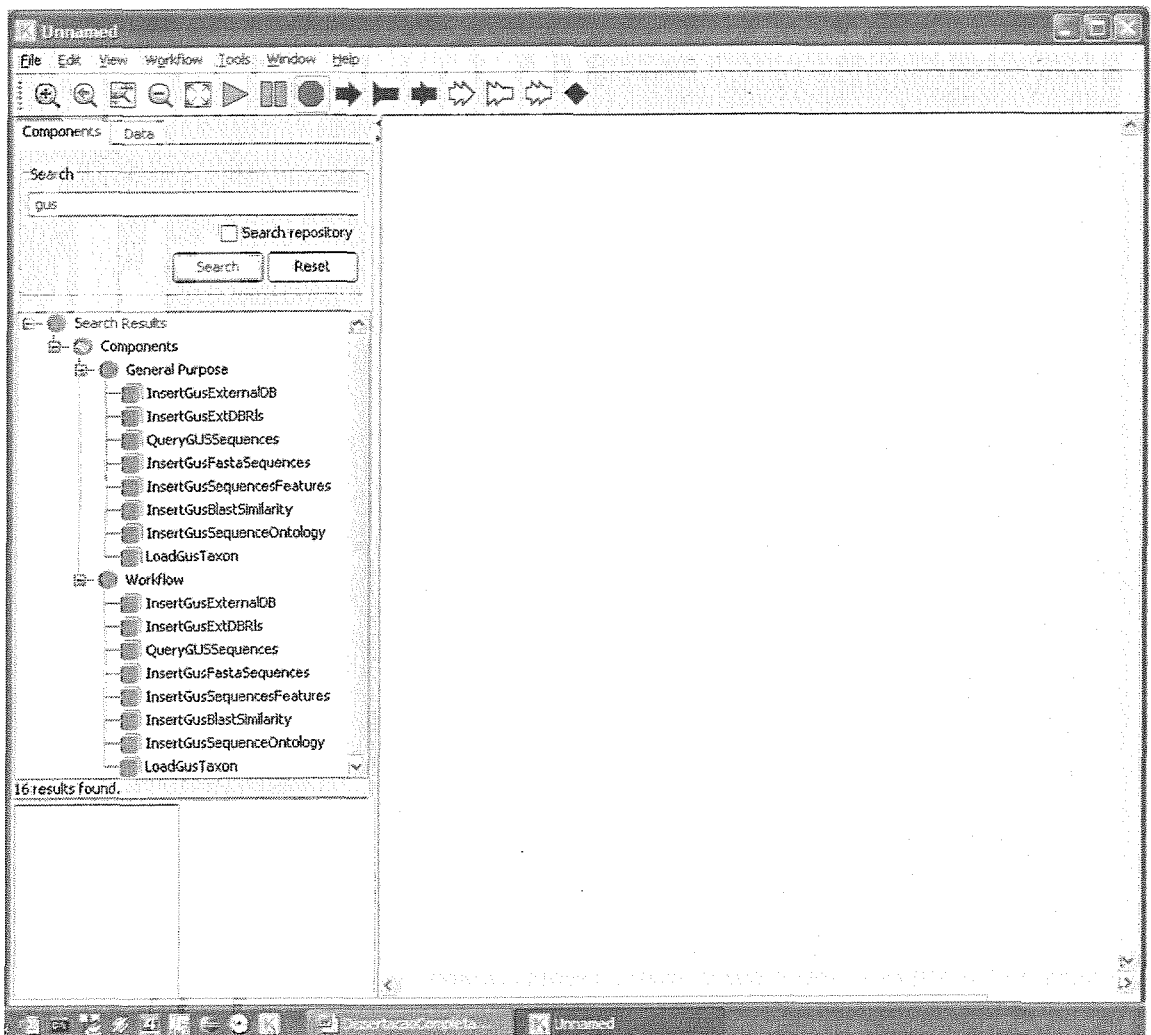 Unnamed
File Edit View Workflow Tools Window Help
Components Data
Search
gus
Search repository
Search Reset
Search Results
Components
General Purpose
InsertGusExternalDB
InsertGusExtDBRls
QueryGUSSequences
InsertGusFastaSequences
InsertGusSequencesFeatures
InsertGusBlastSimilarity
InsertGusSequenceOntology
LoadGusTaxon
Workflow
InsertGusExternalDB
InsertGusExtDBRls
QueryGUSSequences
InsertGusFastaSequences
InsertGusSequencesFeatures
InsertGusBlastSimilarity
InsertGusSequenceOntology
LoadGusTaxon
16 results found.
DissertacaoCompleta... Unnamed